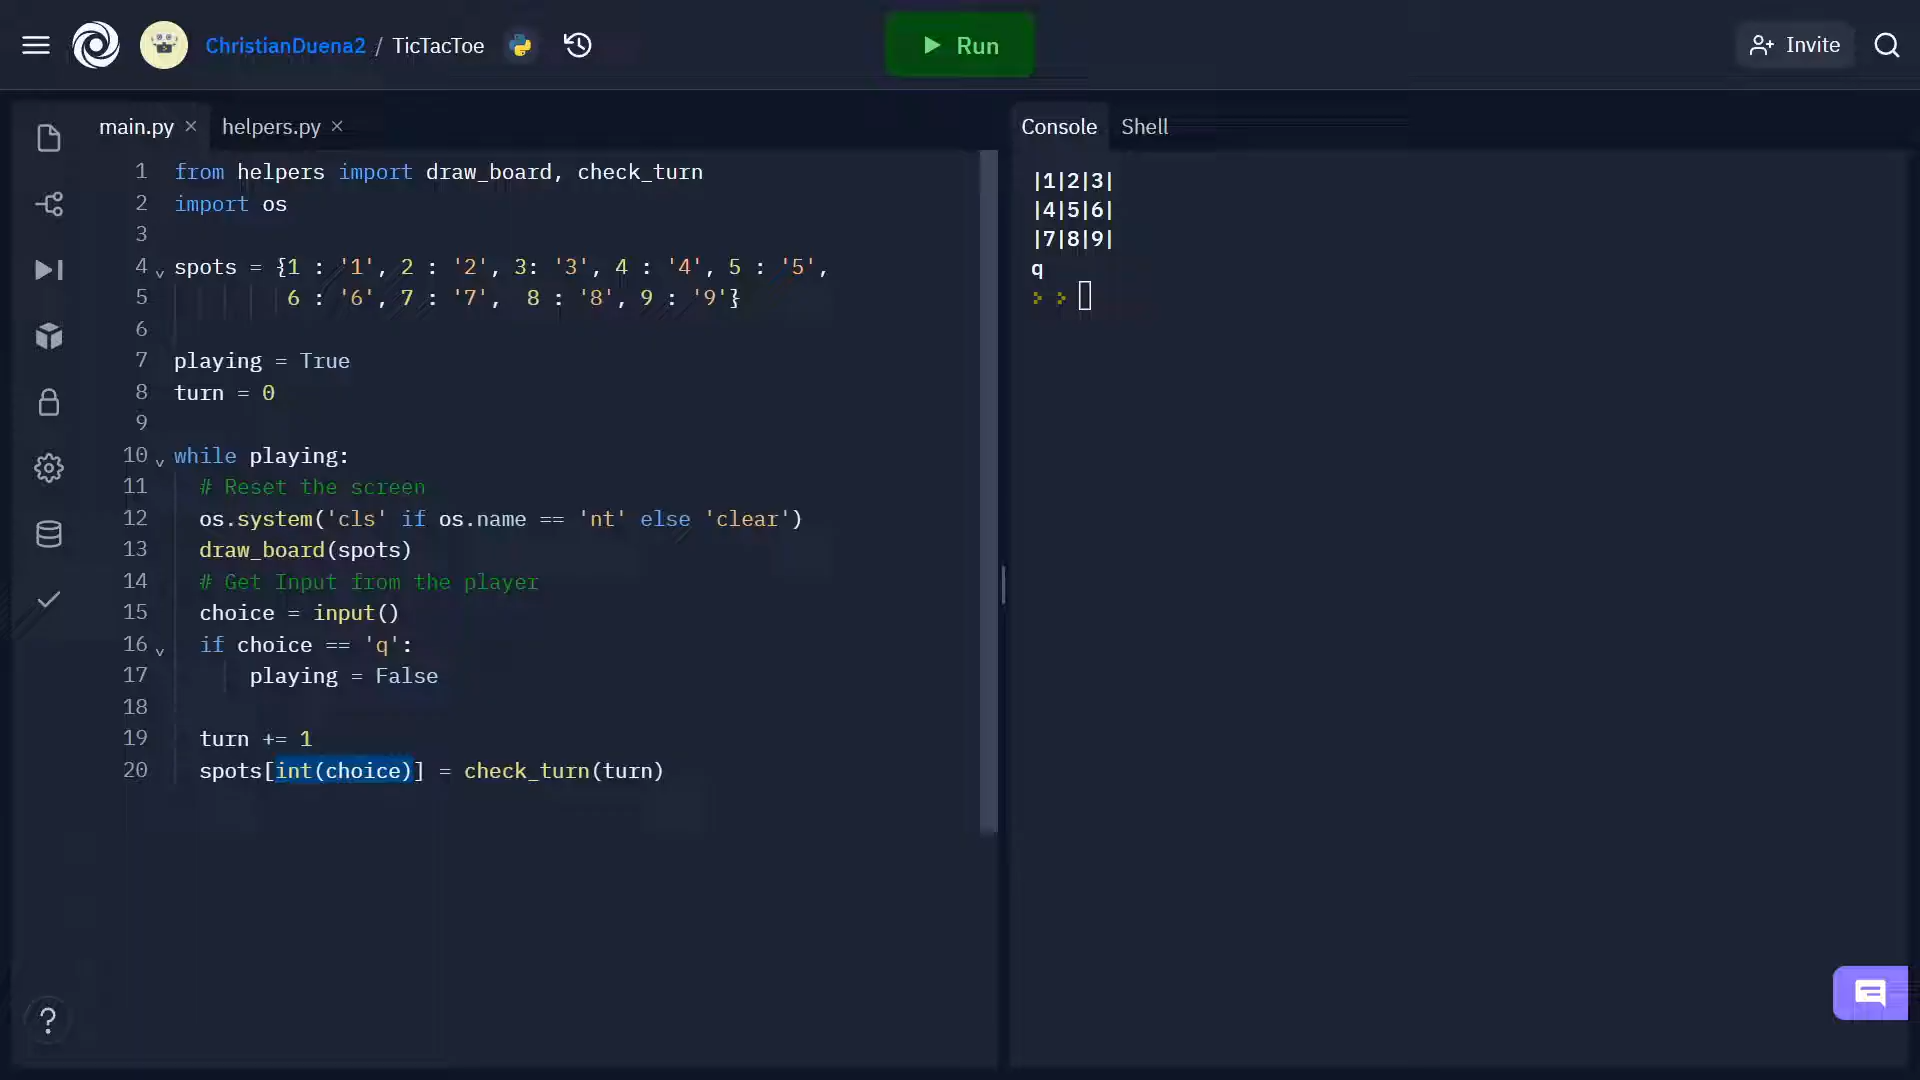 ChristianDuena2 / TicTacToe
Run
Invite
main.py × helpers.py ×
1 from helpers import draw_board, check_turn
2 import os
3
4 spots = {1 : '1', 2 : '2', 3: '3', 4 : '4', 5 : '5',
5 6 : '6', 7 : '7',  8 : '8', 9 : '9'}
6
7 playing = True
8 turn = 0
9
10 while playing:
11 # Reset the screen
12 os.system('cls' if os.name == 'nt' else 'clear')
13 draw_board(spots)
14 # Get Input from the player
15 choice = input()
16 if choice == 'q':
17 playing = False
18
19 turn += 1
20 spots[int(choice)] = check_turn(turn)
Console Shell
|1|2|3|
|4|5|6|
|7|8|9|
q
> >
?